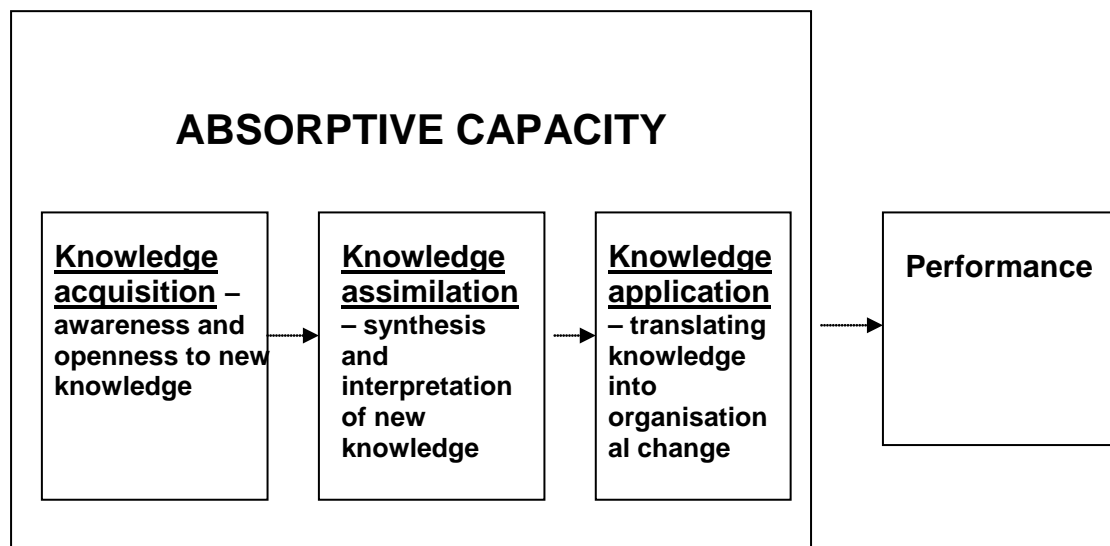 ABSORPTIVE CAPACITY
Knowledge
acquisition –
awareness and
openness to new
knowledge
Knowledge
assimilation
– synthesis
and
interpretation
of new
knowledge
Knowledge
application
– translating
knowledge
into
organisation
al change
Performance